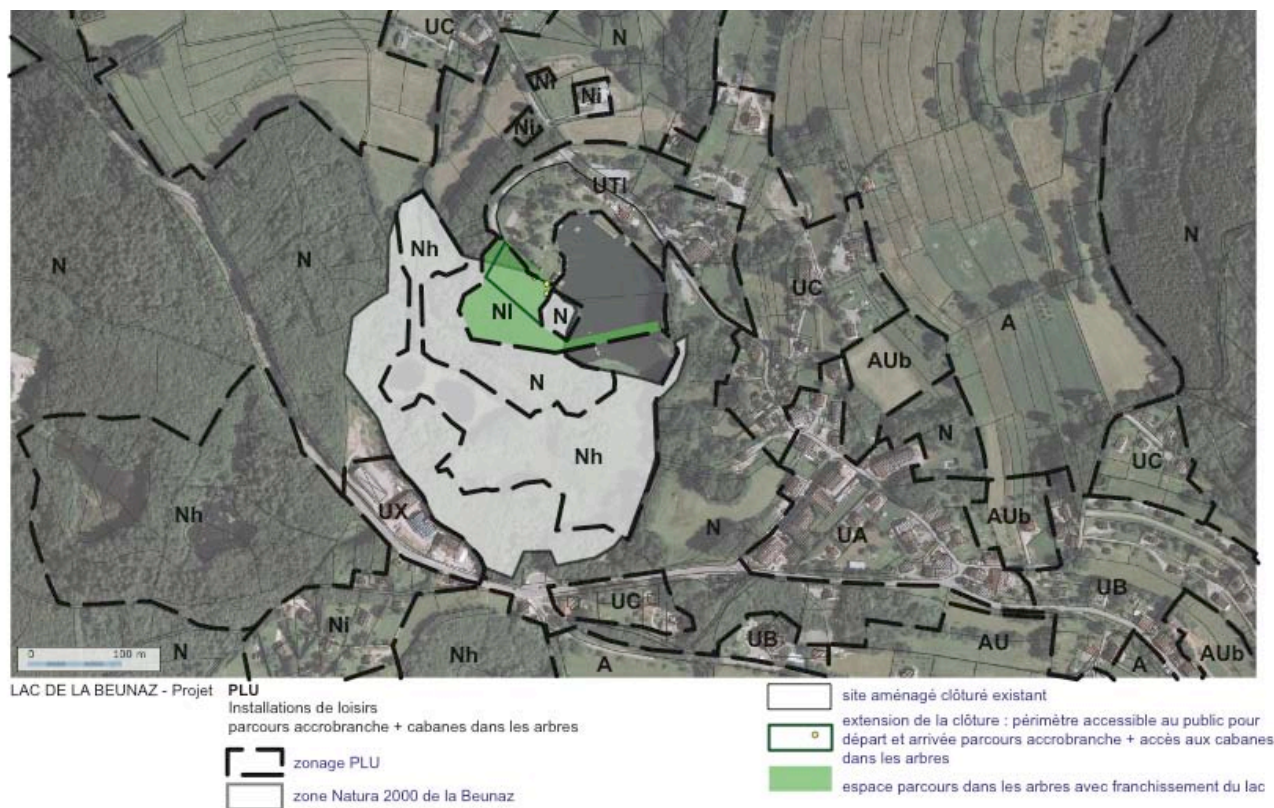 UC
N
Ni
Ni
Ni
UTl
N
Nh
N
N
Nl
N
UC
A
AUb
N
Nh
N
UC
UX
Nh
N
UA
AUb
UB
UC
Ni
Nh
UB
AU
AUb
N
A
A
0 100 m
LAC DE LA BEUNAZ - Projet PLU
Installations de loisirs
parcours accrobranche + cabanes dans les arbres
zonage PLU
zone Natura 2000 de la Beunaz
site aménagé clôturé existant
extension de la clôture : périmètre accessible au public pour
départ et arrivée parcours accrobranche + accès aux cabanes
dans les arbres
espace parcours dans les arbres avec franchissement du lac